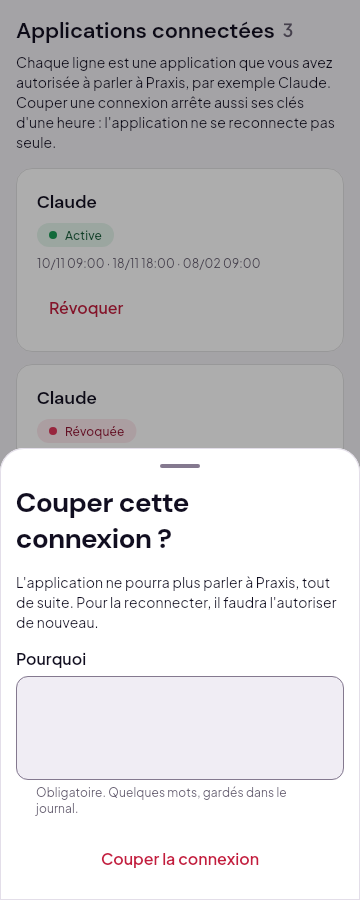 Applications connectées 3
Chaque ligne est une application que vous avez
autorisée à parler à Praxis, par exemple Claude.
Couper une connexion arrête aussi ses clés
d'une heure : l'application ne se reconnecte pas
seule.
Claude
Active
10/11 09:00 · 18/11 18:00 · 08/02 09:00
Révoquer
Claude
Révoquée
Couper cette
connexion ?
L'application ne pourra plus parler à Praxis, tout
de suite. Pour la reconnecter, il faudra l'autoriser
de nouveau.
Pourquoi
Obligatoire. Quelques mots, gardés dans le
journal.
Couper la connexion